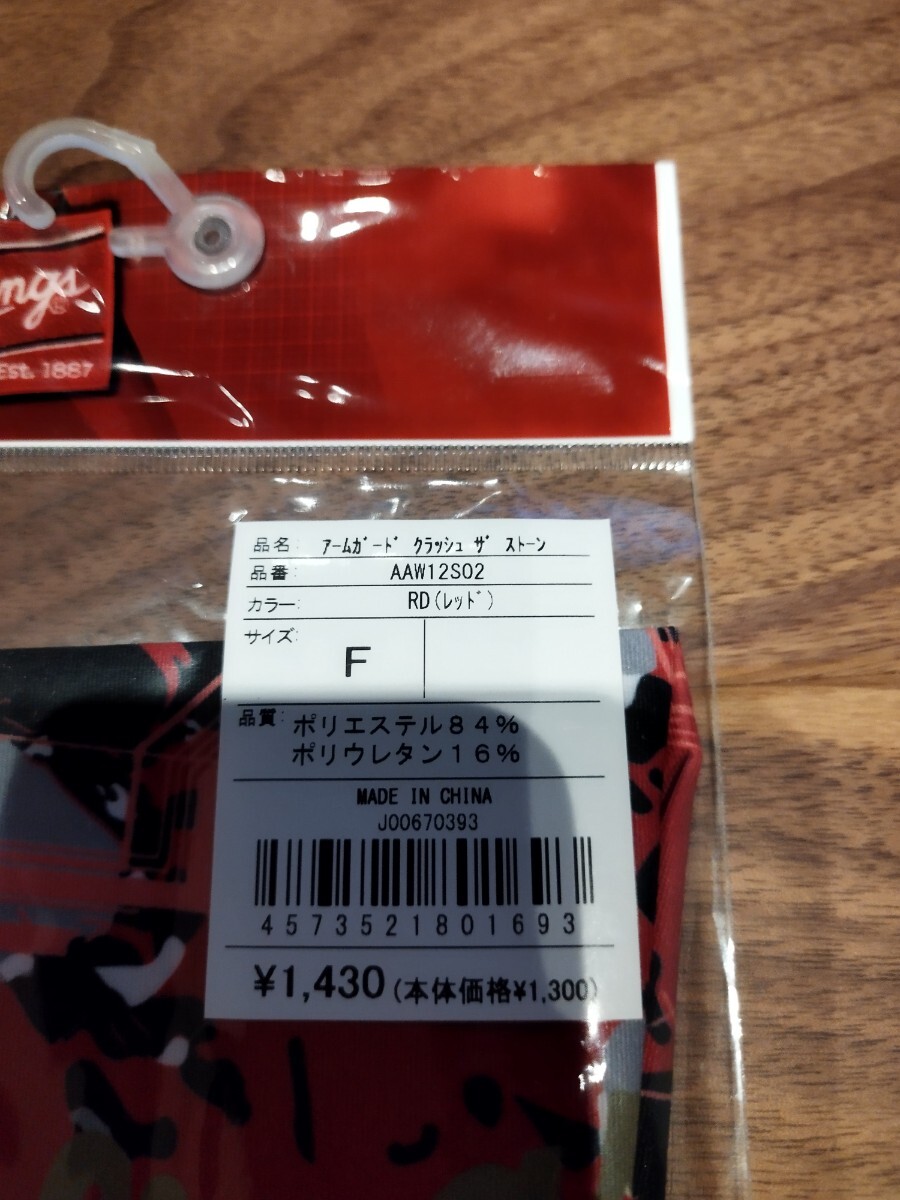 ngs
Est. 1887
品名: ｱｰﾑｶﾞｰﾄﾞ ｸﾗｯｼｭ ｻﾞ ｽﾄｰﾝ
品番: AAW12S02
カラー: RD(ﾚｯﾄﾞ)
サイズ: F
品質: ポリエステル８４％
ポリウレタン１６％
MADE IN CHINA
J00670393
4573521801693
¥1,430 (本体価格¥1,300)